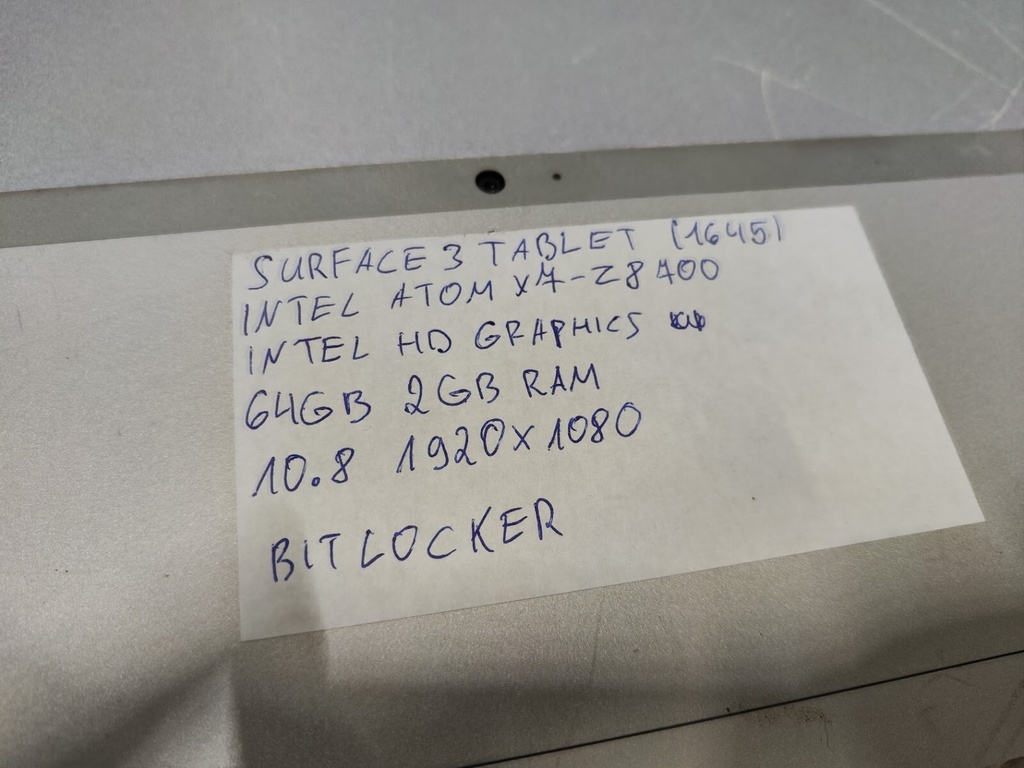 SURFACE 3 TABLET (1645)
INTEL ATOM x7-Z8700
INTEL HD GRAPHICS
64GB 2GB RAM
10.8 1920x1080
BITLOCKER